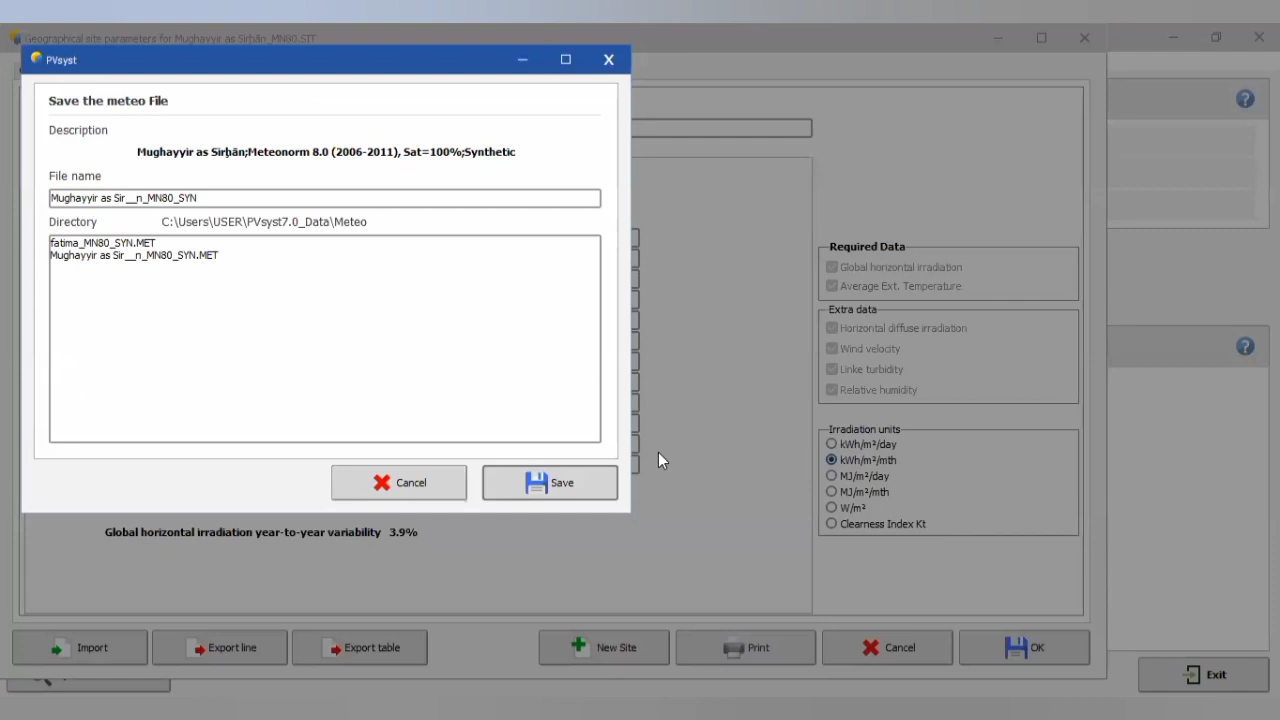 Geographical site parameters for Mughayyir as Sirḩān_MN80.SIT
PVsyst
Save the meteo File
Description
Mughayyir as Sirḩān;Meteonorm 8.0 (2006-2011), Sat=100%;Synthetic
File name
Mughayyir as Sir__n_MN80_SYN
Directory C:\Users\USER\PVsyst7.0_Data\Meteo
fatima_MN80_SYN.MET
Mughayyir as Sir__n_MN80_SYN.MET
Cancel
Save
Required Data
Global horizontal irradiation
Average Ext. Temperature
Extra data
Horizontal diffuse irradiation
Wind velocity
Linke turbidity
Relative humidity
Irradiation units
kWh/m²/day
kWh/m²/mth
MJ/m²/day
MJ/m²/mth
W/m²
Clearness Index Kt
Global horizontal irradiation year-to-year variability 3.9%
Import
Export line
Export table
New Site
Print
Cancel
OK
Exit